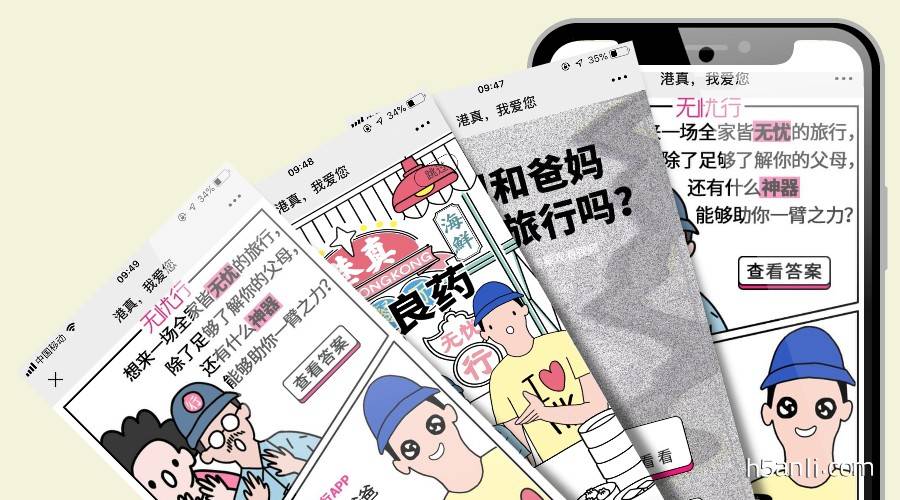 中国移动
09:49
34%
港真，我爱您
无忧行
想来一场全家皆无忧的旅行，
除了足够了解你的父母，
还有什么神器
能够助你一臂之力？
查看答案
行
APP
爸
09:48
34%
港真，我爱您
跳过
港真
HONGKONG
海鲜
良药
无忧
行
I
HK
09:47
35%
港真，我爱您
和爸妈
旅行吗？
看看
港真，我爱您
无忧行
来一场全家皆无忧的旅行，
除了足够了解你的父母，
还有什么神器
能够助你一臂之力？
查看答案
h5anli.com